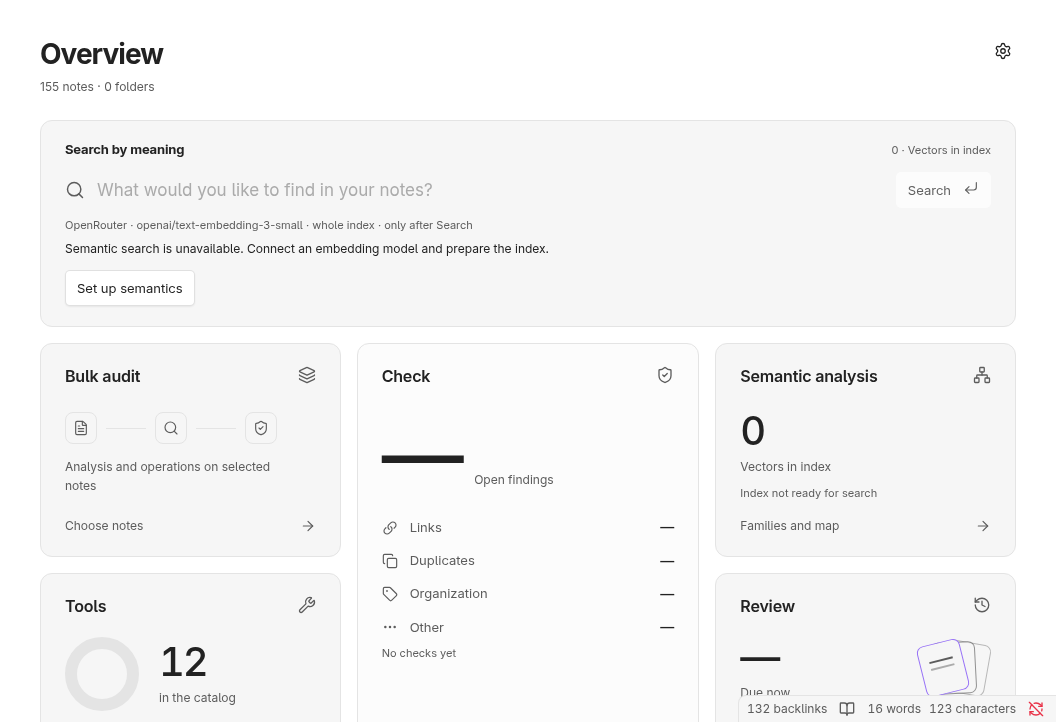 Overview
155 notes · 0 folders
Search by meaning
0 · Vectors in index
What would you like to find in your notes?
Search
OpenRouter · openai/text-embedding-3-small · whole index · only after Search
Semantic search is unavailable. Connect an embedding model and prepare the index.
Set up semantics
Bulk audit
Analysis and operations on selected
notes
Choose notes
Check
—
Open findings
Links —
Duplicates —
Organization —
Other —
No checks yet
Semantic analysis
0
Vectors in index
Index not ready for search
Families and map
Tools
12
in the catalog
Review
—
Due now
132 backlinks 16 words 123 characters